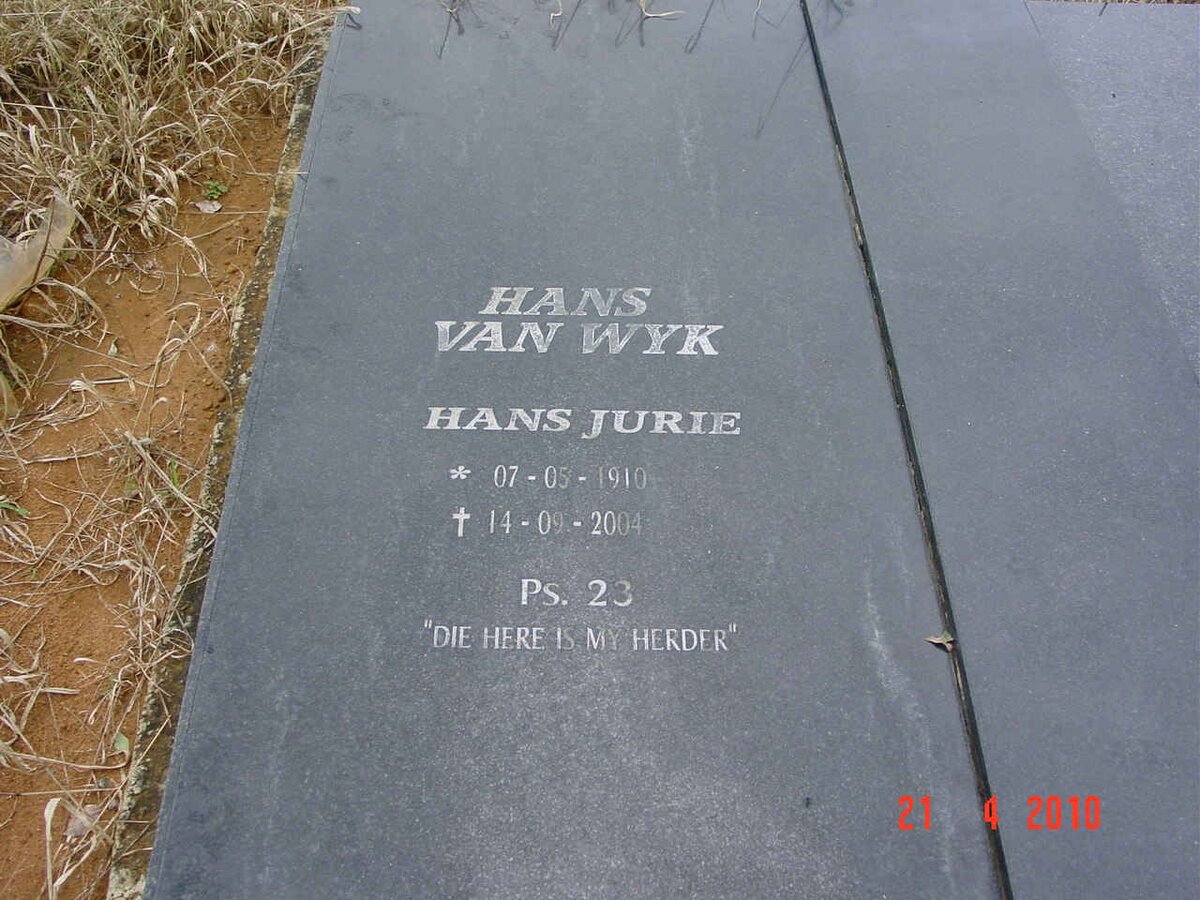 HANS
VAN WYK
HANS JURIE
* 07 - 05 - 1910
† 14 - 09 - 2004
Ps. 23
"DIE HERE IS MY HERDER"
21 4 2010